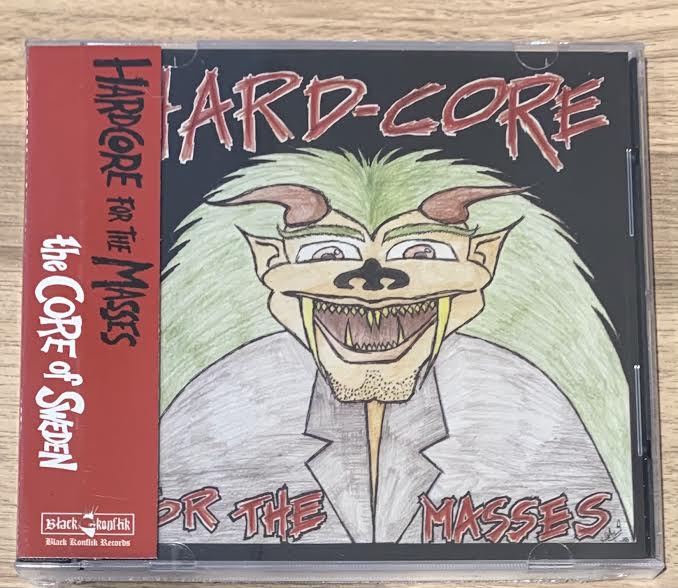 HARDCORE FOR THE MASSES
the CORE of SWEDEN
Black konflik
Black Konflik Records
HARD-CORE
FOR THE MASSES